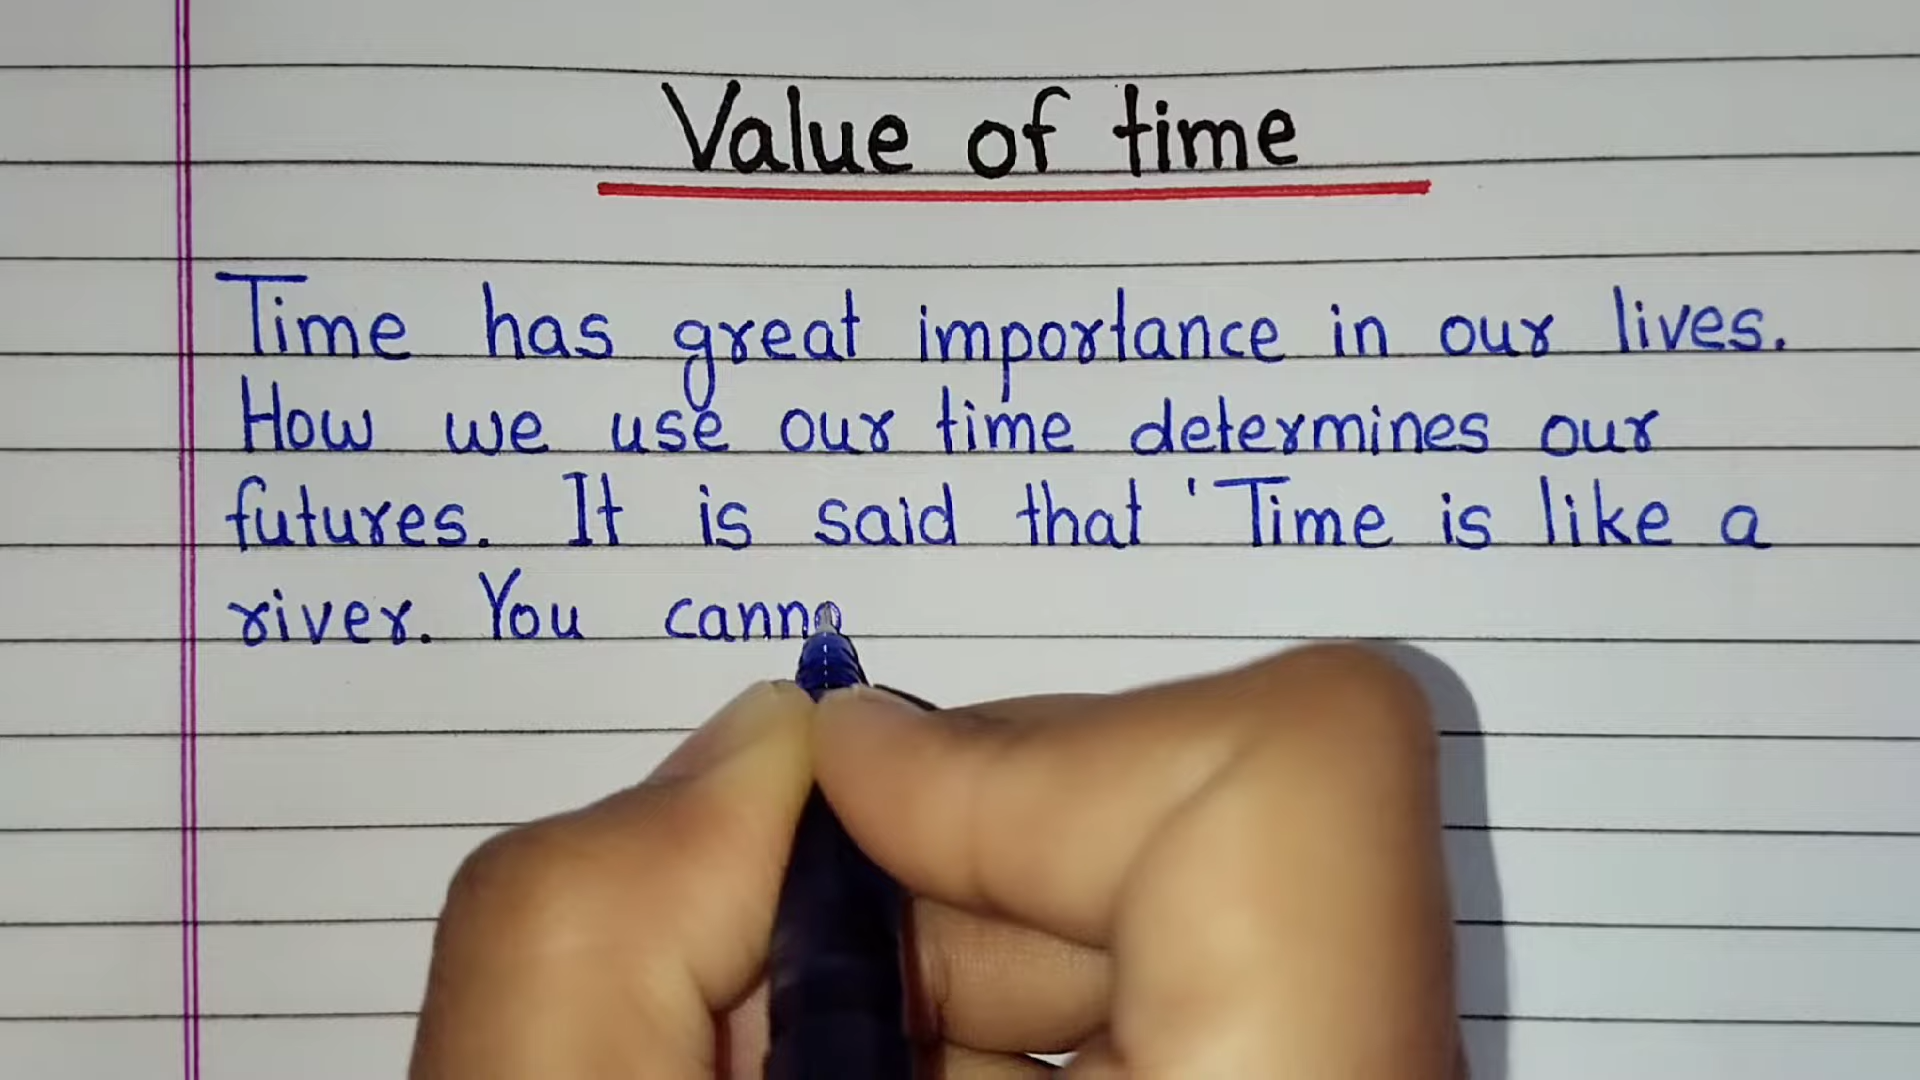 Value of time
Time has great importance in our lives.
How we use our time determines our
futures. It is said that 'Time is like a
river. You canno